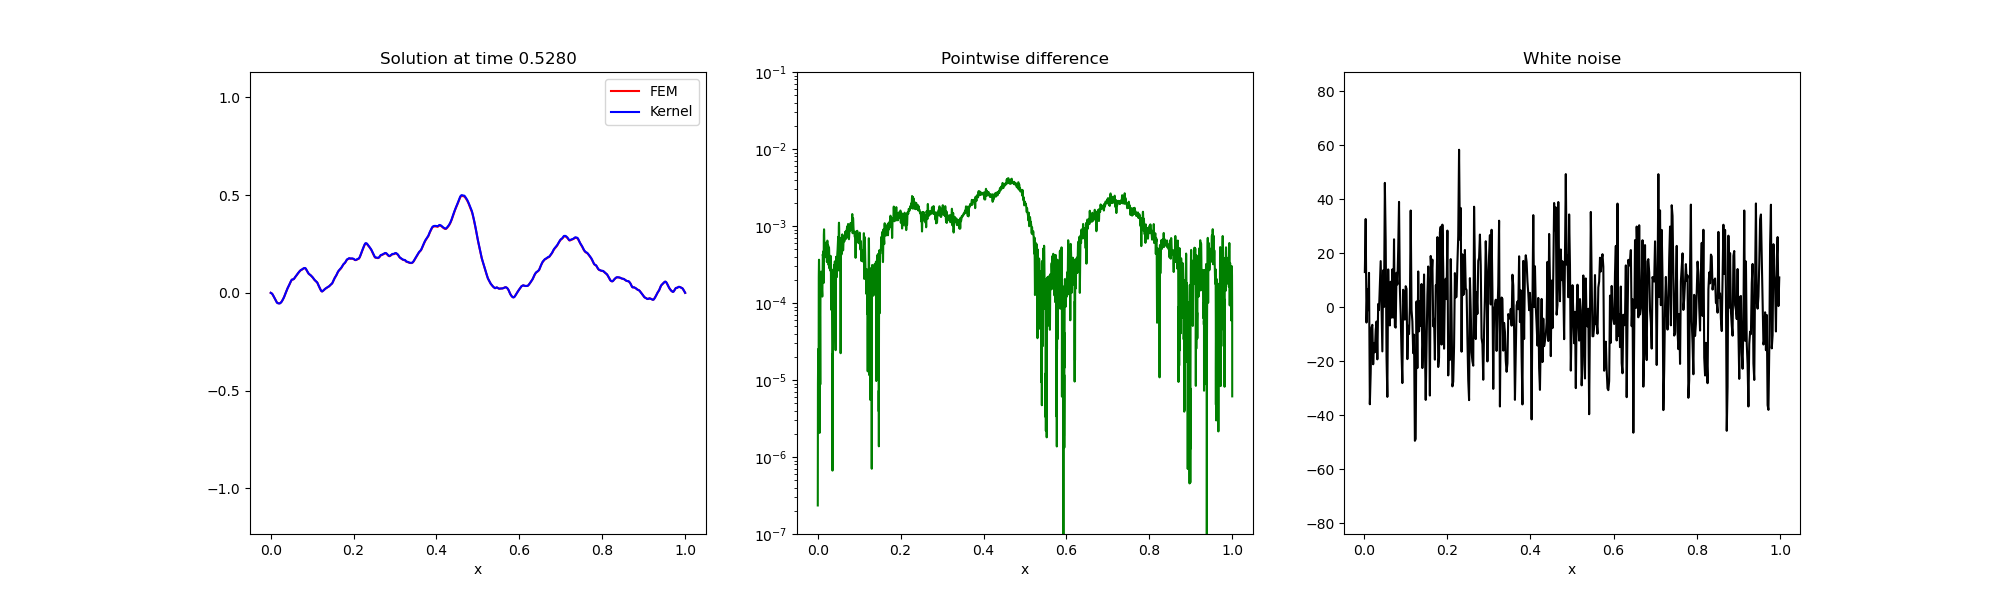 Solution at time 0.5280
1.0
0.5
0.0
−0.5
−1.0
0.0 0.2 0.4 0.6 0.8 1.0
x
FEM
Kernel
Pointwise difference
10⁻¹
10⁻²
10⁻³
10⁻⁴
10⁻⁵
10⁻⁶
10⁻⁷
0.0 0.2 0.4 0.6 0.8 1.0
x
White noise
80
60
40
20
0
−20
−40
−60
−80
0.0 0.2 0.4 0.6 0.8 1.0
x